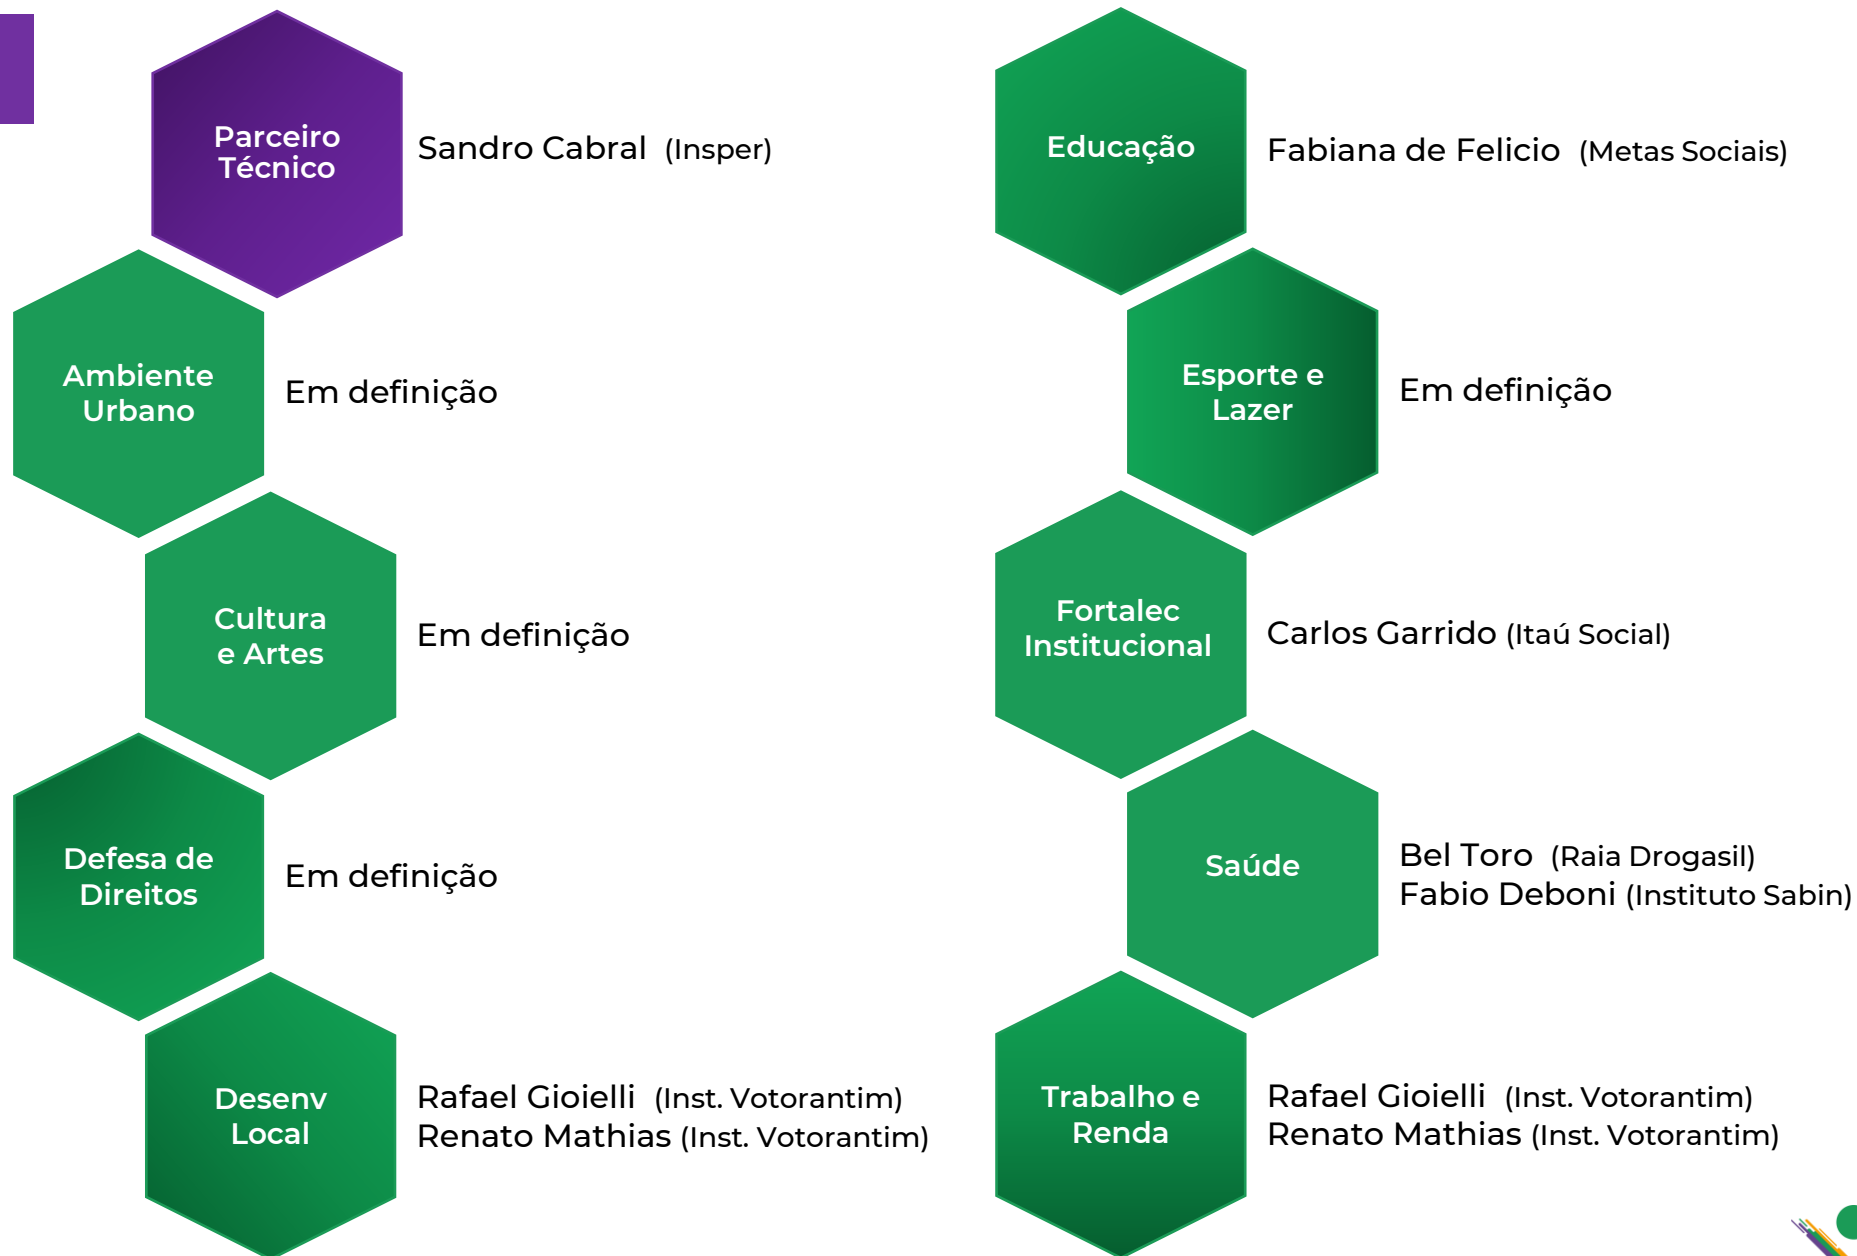 Parceiro
Técnico
Sandro Cabral (Insper)
Ambiente
Urbano
Em definição
Cultura
e Artes
Em definição
Defesa de
Direitos
Em definição
Desenv
Local
Rafael Gioielli (Inst. Votorantim)
Renato Mathias (Inst. Votorantim)
Educação
Fabiana de Felicio (Metas Sociais)
Esporte e
Lazer
Em definição
Fortalec
Institucional
Carlos Garrido (Itaú Social)
Saúde
Bel Toro (Raia Drogasil)
Fabio Deboni (Instituto Sabin)
Trabalho e
Renda
Rafael Gioielli (Inst. Votorantim)
Renato Mathias (Inst. Votorantim)